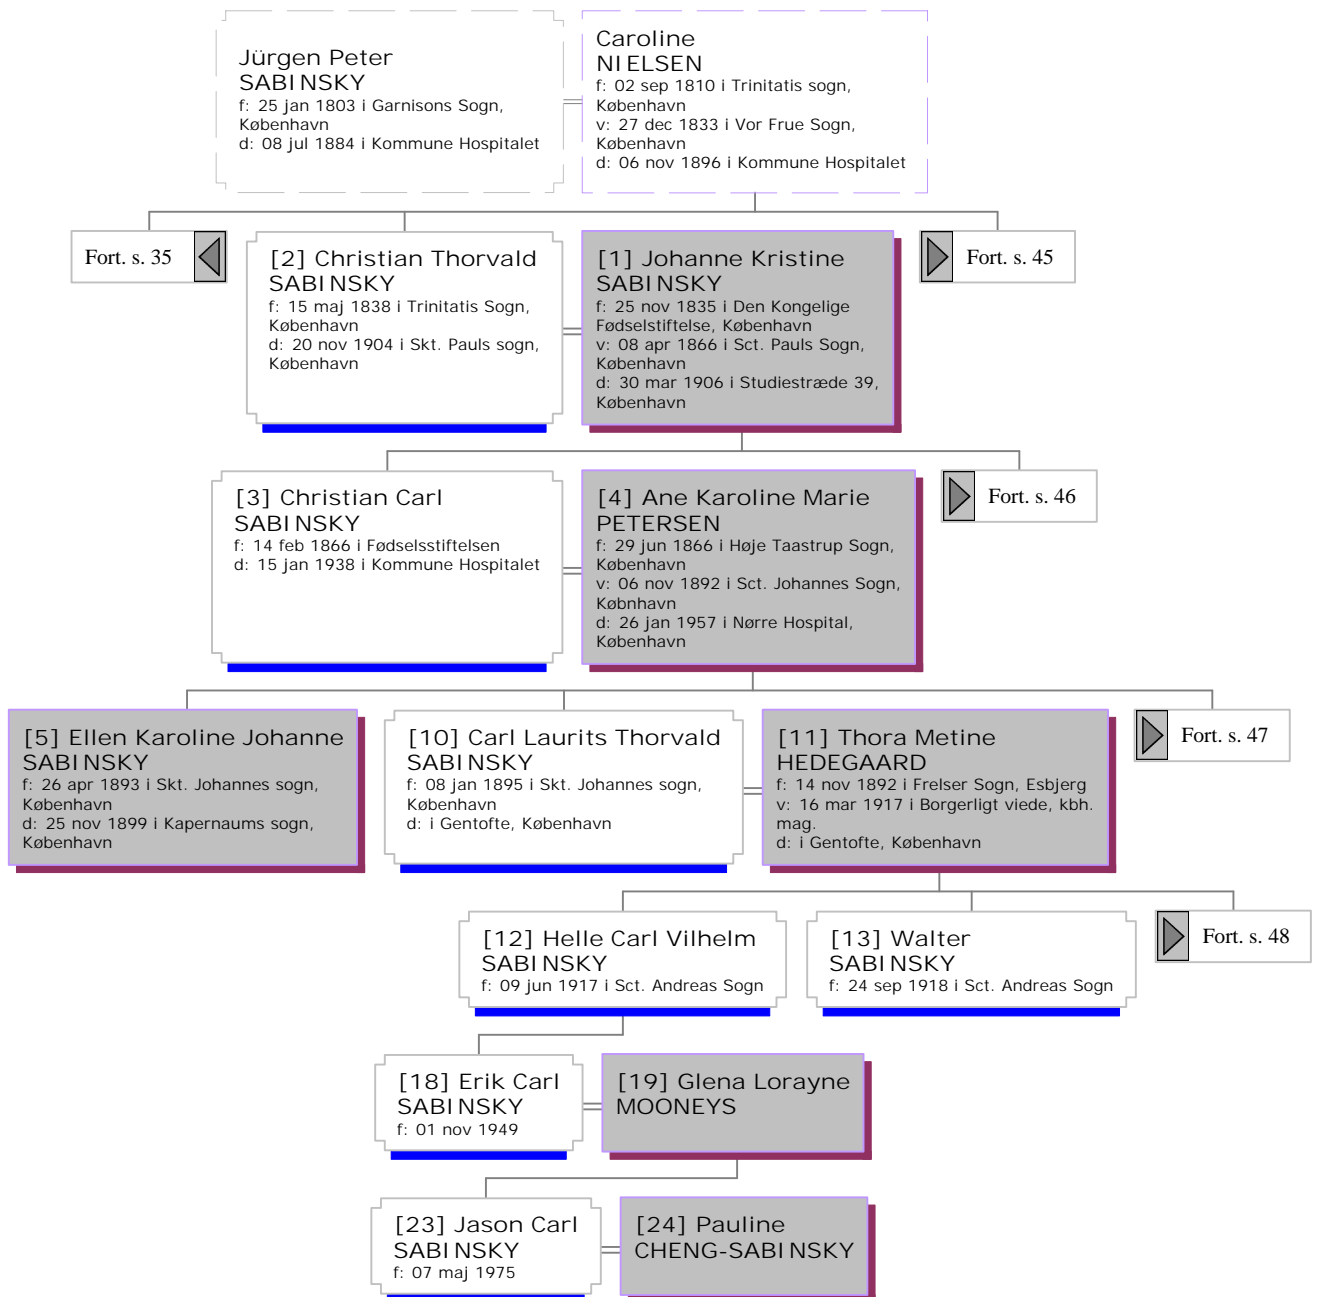 Jürgen Peter
SABINSKY
f: 25 jan 1803 i Garnisons Sogn,
København
d: 08 jul 1884 i Kommune Hospitalet
Caroline
NIELSEN
f: 02 sep 1810 i Trinitatis sogn,
København
v: 27 dec 1833 i Vor Frue Sogn,
København
d: 06 nov 1896 i Kommune Hospitalet
Fort. s. 35
[2] Christian Thorvald
SABINSKY
f: 15 maj 1838 i Trinitatis Sogn,
København
d: 20 nov 1904 i Skt. Pauls sogn,
København
[1] Johanne Kristine
SABINSKY
f: 25 nov 1835 i Den Kongelige
Fødselstiftelse, København
v: 08 apr 1866 i Sct. Pauls Sogn,
København
d: 30 mar 1906 i Studiestræde 39,
København
Fort. s. 45
[3] Christian Carl
SABINSKY
f: 14 feb 1866 i Fødselsstiftelsen
d: 15 jan 1938 i Kommune Hospitalet
[4] Ane Karoline Marie
PETERSEN
f: 29 jun 1866 i Høje Taastrup Sogn,
København
v: 06 nov 1892 i Sct. Johannes Sogn,
Købnhavn
d: 26 jan 1957 i Nørre Hospital,
København
Fort. s. 46
[5] Ellen Karoline Johanne
SABINSKY
f: 26 apr 1893 i Skt. Johannes sogn,
København
d: 25 nov 1899 i Kapernaums sogn,
København
[10] Carl Laurits Thorvald
SABINSKY
f: 08 jan 1895 i Skt. Johannes sogn,
København
d: i Gentofte, København
[11] Thora Metine
HEDEGAARD
f: 14 nov 1892 i Frelser Sogn, Esbjerg
v: 16 mar 1917 i Borgerligt viede, kbh.
mag.
d: i Gentofte, København
Fort. s. 47
[12] Helle Carl Vilhelm
SABINSKY
f: 09 jun 1917 i Sct. Andreas Sogn
[13] Walter
SABINSKY
f: 24 sep 1918 i Sct. Andreas Sogn
Fort. s. 48
[18] Erik Carl
SABINSKY
f: 01 nov 1949
[19] Glena Lorayne
MOONEYS
[23] Jason Carl
SABINSKY
f: 07 maj 1975
[24] Pauline
CHENG-SABINSKY